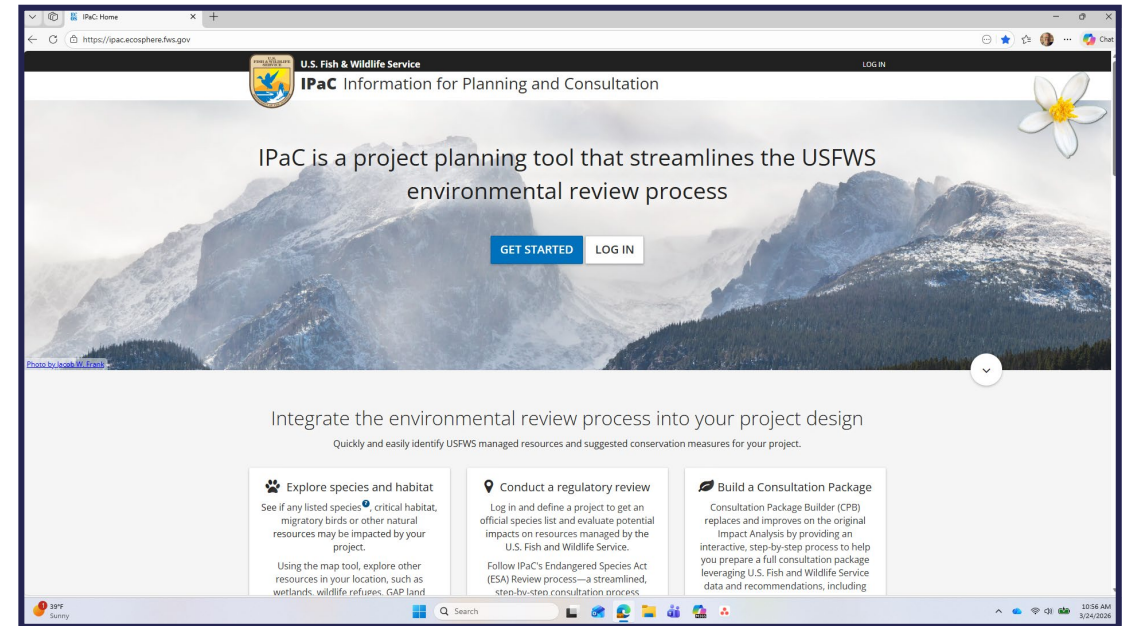 IPaC: Home
https://ipac.ecosphere.fws.gov
Chat
U.S.
FISH & WILDLIFE
SERVICE
U.S. Fish & Wildlife Service
LOG IN
IPaC Information for Planning and Consultation
IPaC is a project planning tool that streamlines the USFWS
environmental review process
GET STARTED
LOG IN
Photo by Jacob W. Frank
Integrate the environmental review process into your project design
Quickly and easily identify USFWS managed resources and suggested conservation measures for your project.
Explore species and habitat
See if any listed species, critical habitat,
migratory birds or other natural
resources may be impacted by your
project.
Using the map tool, explore other
resources in your location, such as
wetlands, wildlife refuges, GAP land
Conduct a regulatory review
Log in and define a project to get an
official species list and evaluate potential
impacts on resources managed by the
U.S. Fish and Wildlife Service.
Follow IPaC's Endangered Species Act
(ESA) Review process—a streamlined,
step-by-step consultation process
Build a Consultation Package
Consultation Package Builder (CPB)
replaces and improves on the original
Impact Analysis by providing an
interactive, step-by-step process to help
you prepare a full consultation package
leveraging U.S. Fish and Wildlife Service
data and recommendations, including
1
39°F
Sunny
Search
10:56 AM
3/24/2026